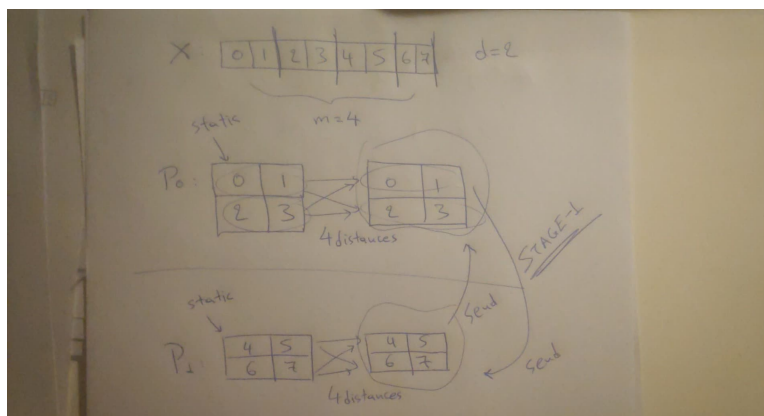 X: 0 1 2 3 4 5 6 7 d=2
m=4
static
P0: 0 1 0 1
2 3 2 3
4 distances
STAGE-1
static
send
P1: 4 5 4 5
6 7 6 7
send
4 distances